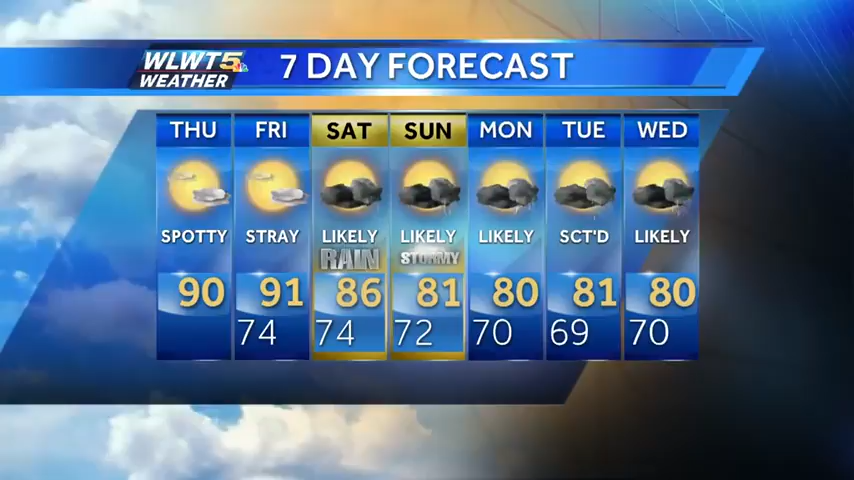 WLWT5
WEATHER
7 DAY FORECAST
THU FRI SAT SUN MON TUE WED
SPOTTY STRAY LIKELY LIKELY LIKELY SCT'D LIKELY
RAIN STORMY
90 91 86 81 80 81 80
74 74 72 70 69 70